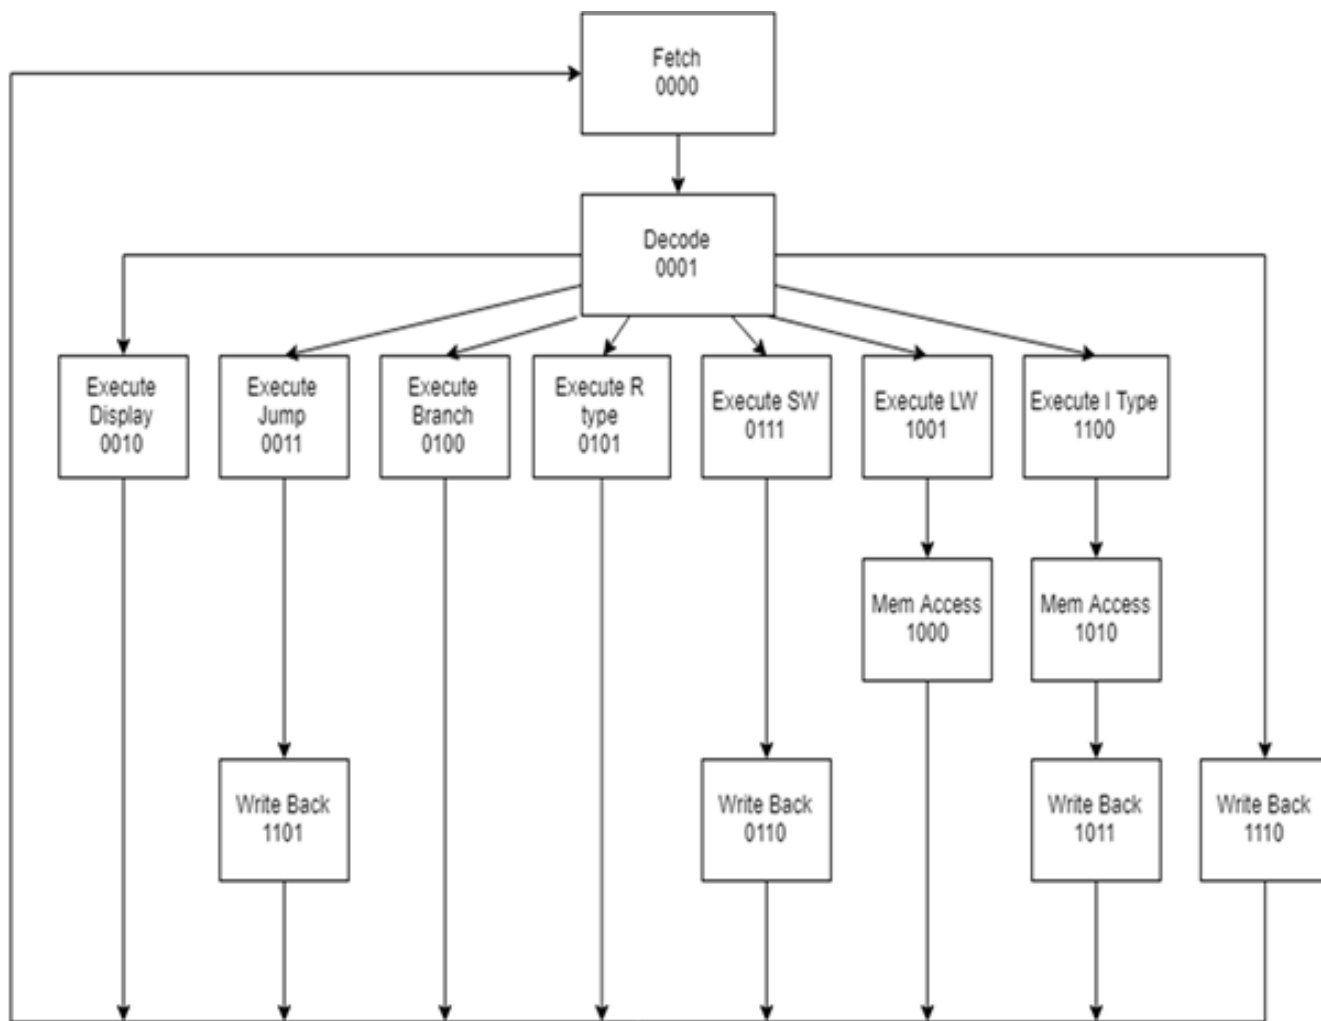 Fetch
0000
Decode
0001
Execute
Display
0010
Execute
Jump
0011
Execute
Branch
0100
Execute R
type
0101
Execute SW
0111
Execute LW
1001
Execute I Type
1100
Mem Access
1000
Mem Access
1010
Write Back
1101
Write Back
0110
Write Back
1011
Write Back
1110